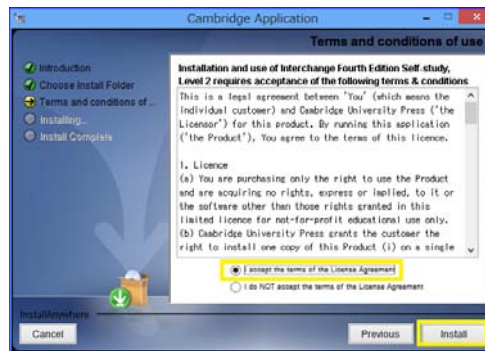 Cambridge Application
Terms and conditions of use
Introduction
Choose Install Folder
Terms and conditions of ...
Installing...
Install Complete
Installation and use of Interchange Fourth Edition Self-study,
Level 2 requires acceptance of the following terms & conditions
This is a legal agreement between 'You' (which means the
individual customer) and Cambridge University Press ('the
Licensor') for this product. By running this application
('the Product'), You agree to the terms of this licence.
1. Licence
(a) You are purchasing only the right to use the Product
and are acquiring no rights, express or implied, to it or
the software other than those rights granted in this
limited licence for not-for-profit educational use only.
(b) Cambridge University Press grants the customer the
right to install one copy of this Product (i) on a single
I accept the terms of the License Agreement
I do NOT accept the terms of the License Agreement
InstallAnywhere
Cancel
Previous
Install